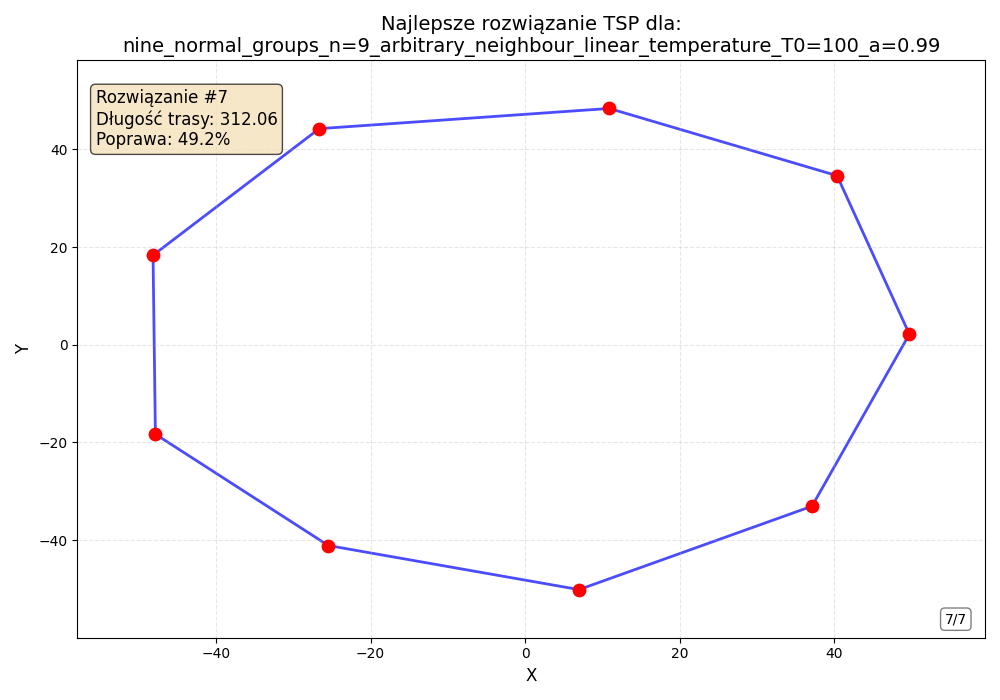 Najlepsze rozwiązanie TSP dla:
nine_normal_groups_n=9_arbitrary_neighbour_linear_temperature_T0=100_a=0.99
Rozwiązanie #7
Długość trasy: 312.06
Poprawa: 49.2%
40
20
0
−20
−40
Y
7/7
−40
−20
0
20
40
X